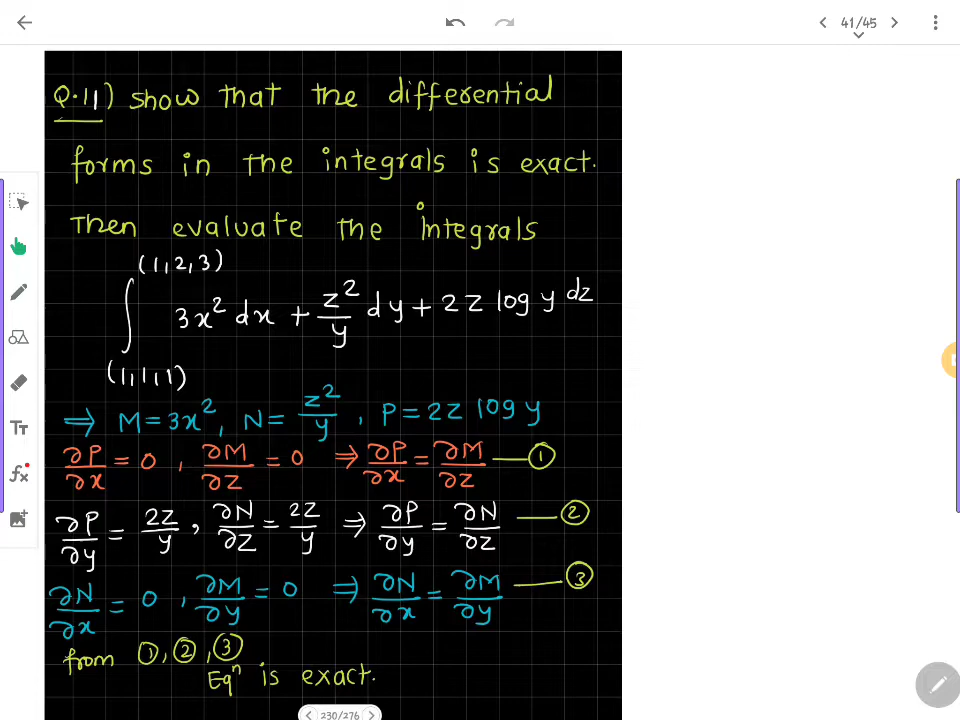 41/45
Q.11) show that the differential
forms in the integrals is exact.
Then evaluate the integrals
∫_{(1,1,1)}^{(1,2,3)} 3x² dx + z²/y dy + 2z log y dz
⇒ M = 3x², N = z²/y, P = 2z log y
∂P/∂x = 0, ∂M/∂z = 0 ⇒ ∂P/∂x = ∂M/∂z —①
∂P/∂y = 2z/y, ∂N/∂z = 2z/y ⇒ ∂P/∂y = ∂N/∂z —②
∂N/∂x = 0, ∂M/∂y = 0 ⇒ ∂N/∂x = ∂M/∂y —③
from ①, ②, ③
Eqⁿ is exact.
Tт
fx
230/276